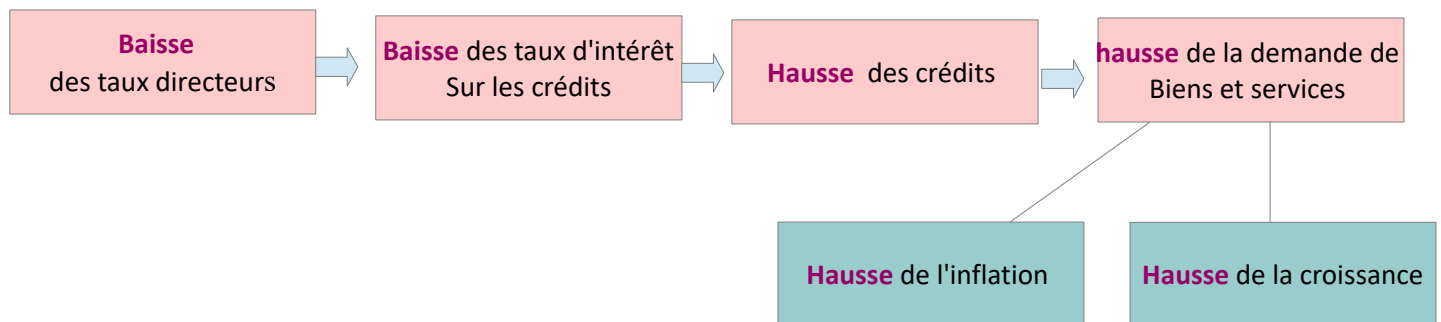 Baisse
des taux directeurs
Baisse des taux d'intérêt
Sur les crédits
Hausse des crédits
hausse de la demande de
Biens et services
Hausse de l'inflation
Hausse de la croissance